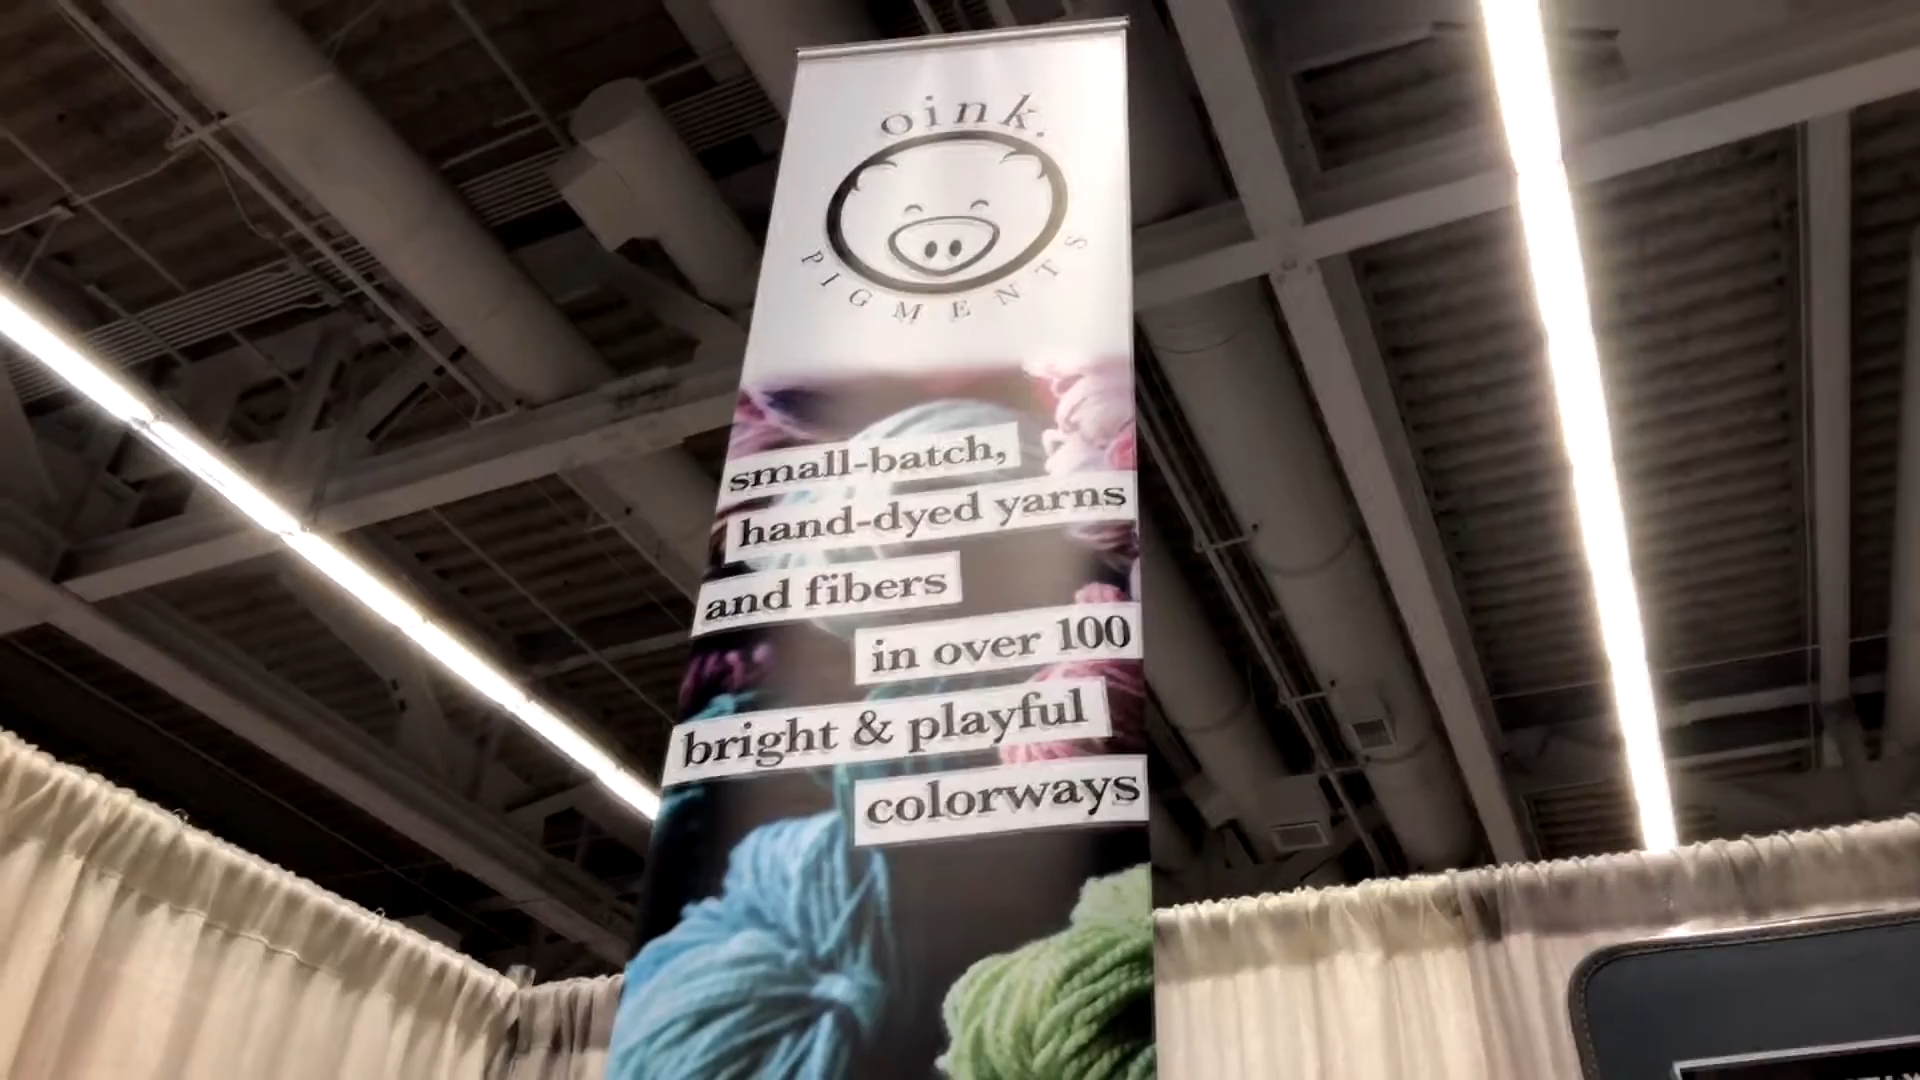 oink.
PIGMENTS
small-batch,
hand-dyed yarns
and fibers
in over 100
bright & playful
colorways